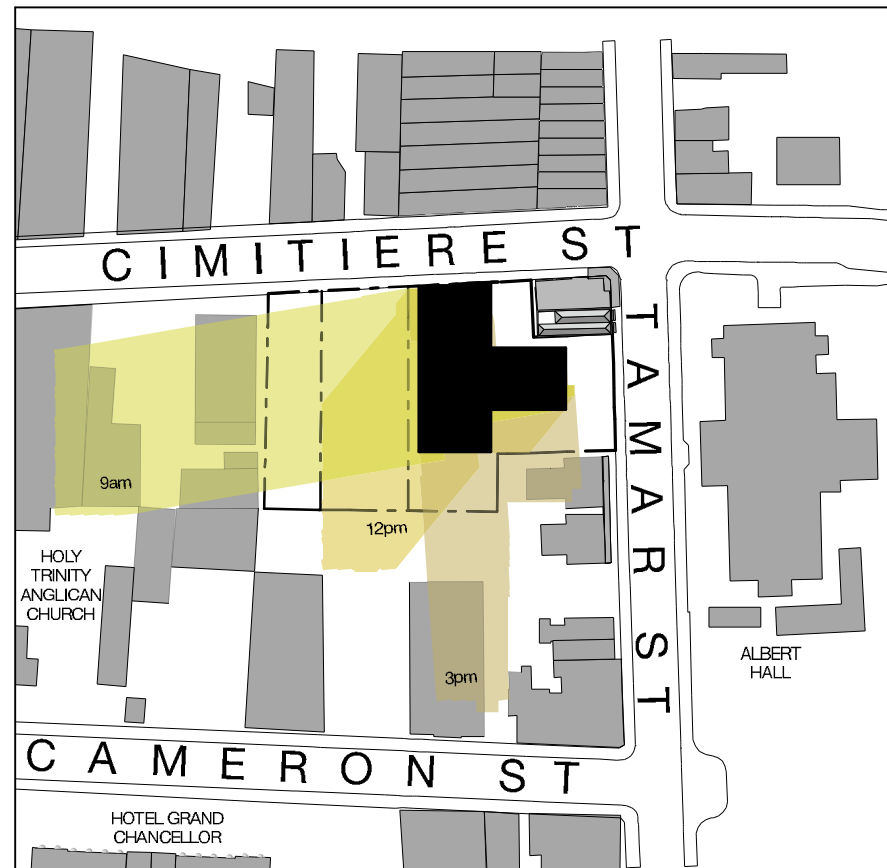 CIMITIERE ST
TAMAR ST
9am
12pm
HOLY
TRINITY
ANGLICAN
CHURCH
3pm
ALBERT
HALL
CAMERON ST
HOTEL GRAND
CHANCELLOR